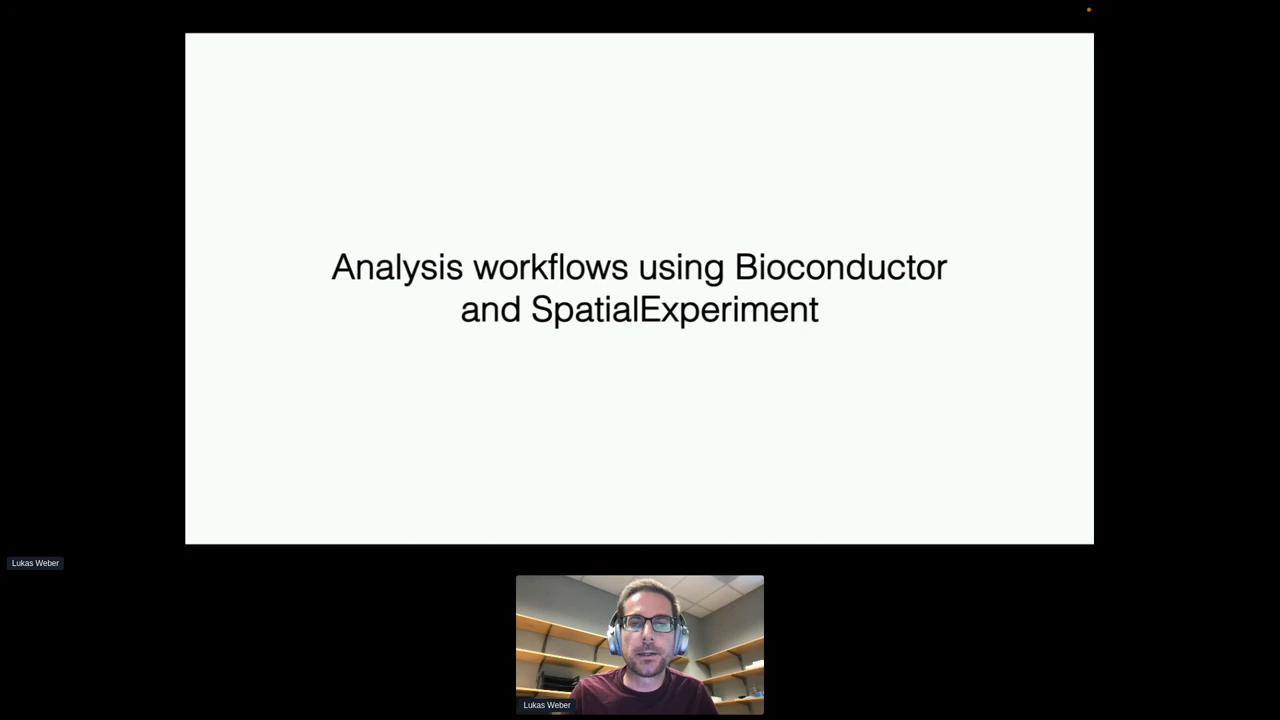 Analysis workflows using Bioconductor
and SpatialExperiment
Lukas Weber
Lukas Weber